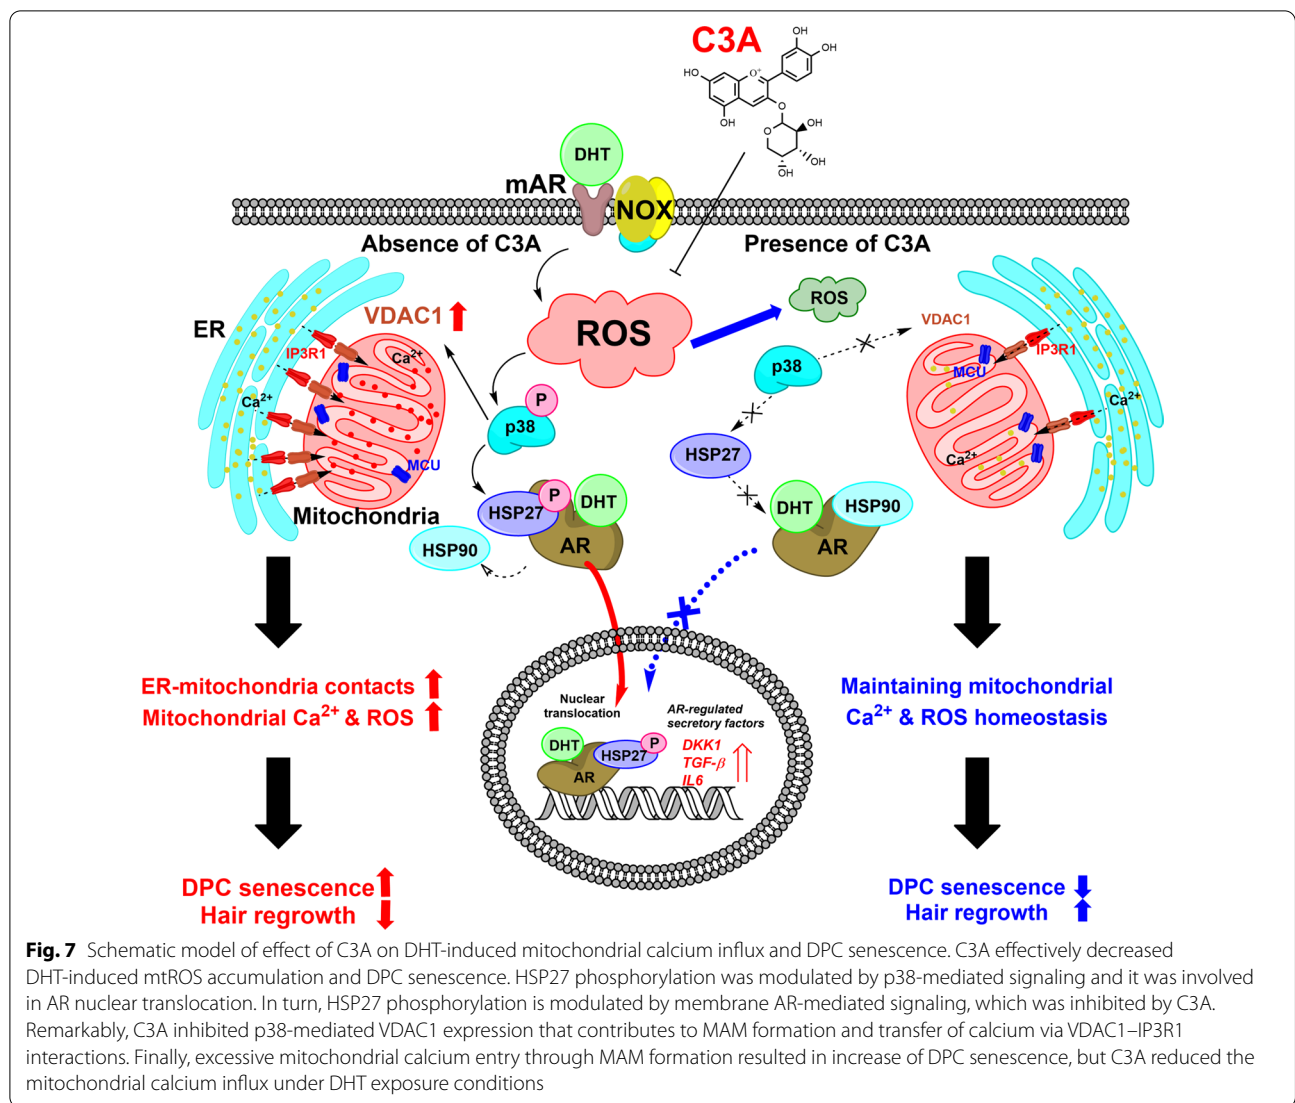 C3A
OH
OH
HO
O+
OH
O
O
OH
OH
OH
DHT
mAR
NOX
Absence of C3A
Presence of C3A
ER
VDAC1
ROS
ROS
VDAC1
IP3R1
Ca2+
Ca2+
MCU
Mitochondria
P
p38
p38
IP3R1
MCU
Ca2+
Ca2+
HSP27
P
DHT
HSP27
AR
HSP90
DHT
HSP90
AR
ER-mitochondria contacts
Mitochondrial Ca2+ & ROS
Maintaining mitochondrial
Ca2+ & ROS homeostasis
Nuclear
translocation
AR-regulated
secretory factors
DHT
HSP27
P
AR
DKK1
TGF-β
IL6
DPC senescence
Hair regrowth
DPC senescence
Hair regrowth
Fig. 7 Schematic model of effect of C3A on DHT-induced mitochondrial calcium influx and DPC senescence. C3A effectively decreased
DHT-induced mtROS accumulation and DPC senescence. HSP27 phosphorylation was modulated by p38-mediated signaling and it was involved
in AR nuclear translocation. In turn, HSP27 phosphorylation is modulated by membrane AR-mediated signaling, which was inhibited by C3A.
Remarkably, C3A inhibited p38-mediated VDAC1 expression that contributes to MAM formation and transfer of calcium via VDAC1–IP3R1
interactions. Finally, excessive mitochondrial calcium entry through MAM formation resulted in increase of DPC senescence, but C3A reduced the
mitochondrial calcium influx under DHT exposure conditions